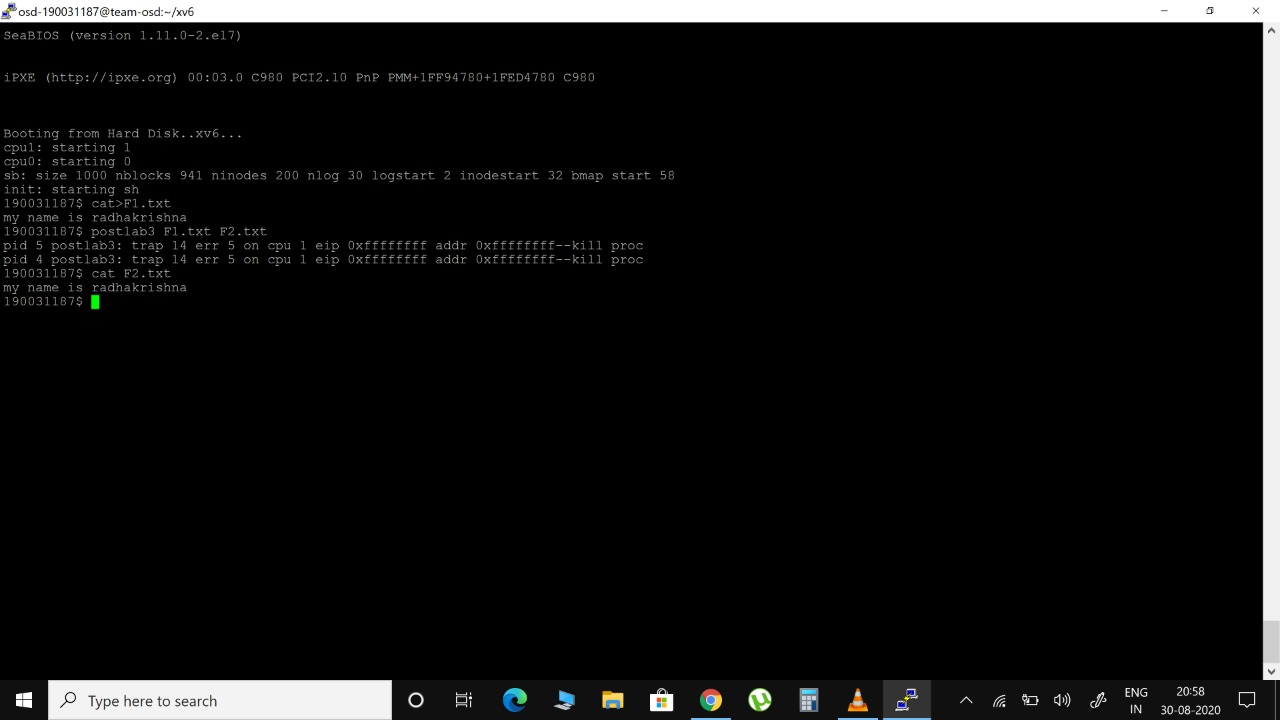 osd-190031187@team-osd:~/xv6
SeaBIOS (version 1.11.0-2.el7)
iPXE (http://ipxe.org) 00:03.0 C980 PCI2.10 PnP PMM+1FF94780+1FED4780 C980
Booting from Hard Disk..xv6...
cpu1: starting 1
cpu0: starting 0
sb: size 1000 nblocks 941 ninodes 200 nlog 30 logstart 2 inodestart 32 bmap start 58
init: starting sh
190031187$ cat>F1.txt
my name is radhakrishna
190031187$ postlab3 F1.txt F2.txt
pid 5 postlab3: trap 14 err 5 on cpu 1 eip 0xffffffff addr 0xffffffff--kill proc
pid 4 postlab3: trap 14 err 5 on cpu 1 eip 0xffffffff addr 0xffffffff--kill proc
190031187$ cat F2.txt
my name is radhakrishna
190031187$
Type here to search
ENG
IN
20:58
30-08-2020